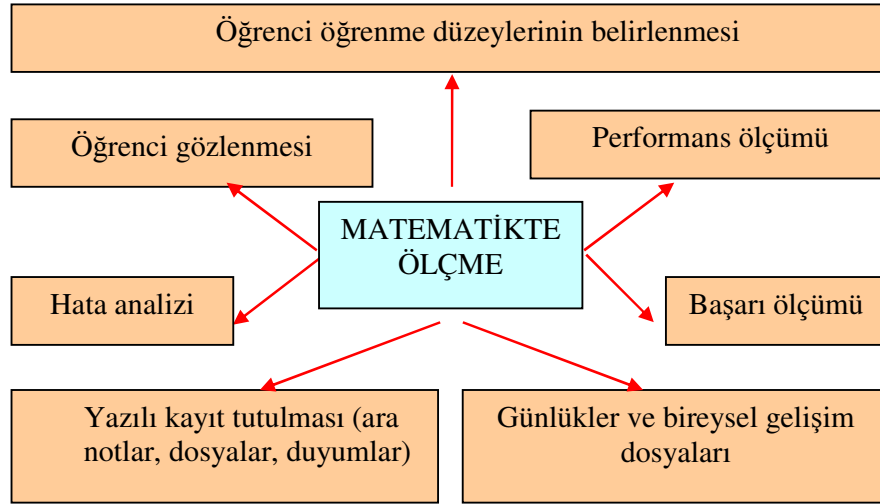 Öğrenci öğrenme düzeylerinin belirlenmesi
Öğrenci gözlenmesi
Performans ölçümü
MATEMATİKTE
ÖLÇME
Hata analizi
Başarı ölçümü
Yazılı kayıt tutulması (ara
notlar, dosyalar, duyumlar)
Günlükler ve bireysel gelişim
dosyaları